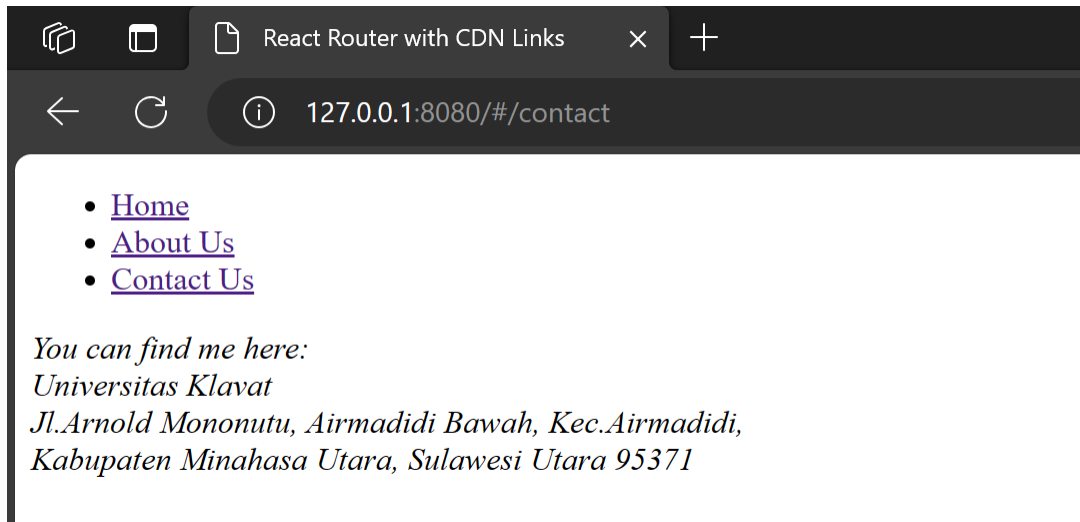 React Router with CDN Links
127.0.0.1:8080/#/contact
Home
About Us
Contact Us
You can find me here:
Universitas Klavat
Jl.Arnold Mononutu, Airmadidi Bawah, Kec.Airmadidi,
Kabupaten Minahasa Utara, Sulawesi Utara 95371